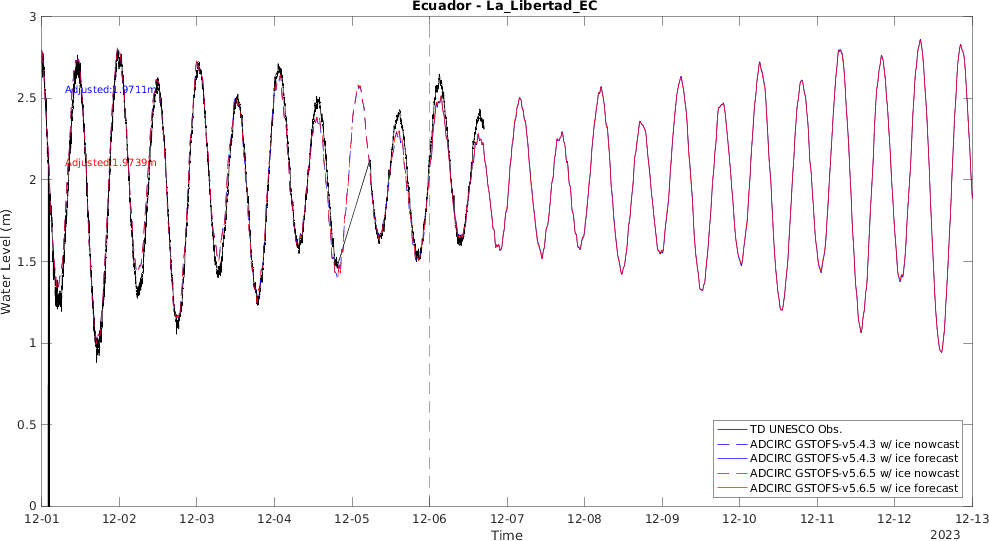 Ecuador - La_Libertad_EC
3
2.5
2
1.5
1
0.5
0
Water Level (m)
Adjusted:1.9711m
Adjusted:1.9739m
TD UNESCO Obs.
ADCIRC GSTOFS-v5.4.3 w/ ice nowcast
ADCIRC GSTOFS-v5.4.3 w/ ice forecast
ADCIRC GSTOFS-v5.6.5 w/ ice nowcast
ADCIRC GSTOFS-v5.6.5 w/ ice forecast
12-01 12-02 12-03 12-04 12-05 12-06 12-07 12-08 12-09 12-10 12-11 12-12 12-13
Time
2023